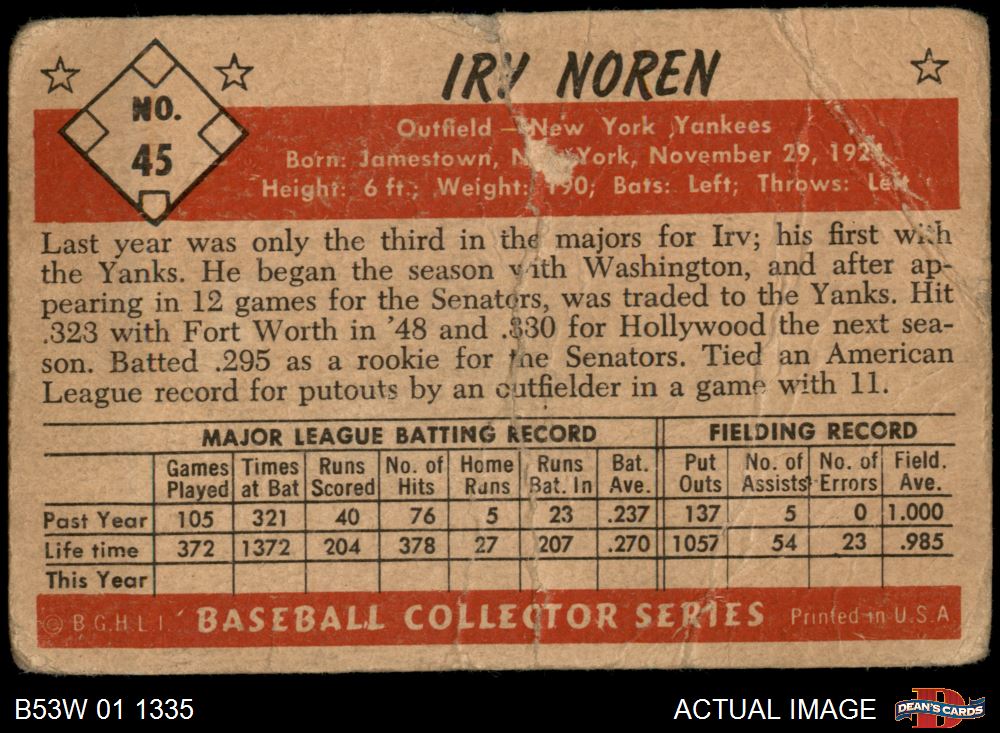 NO.
45
IRV NOREN
Outfield — New York Yankees
Born: Jamestown, New York, November 29, 192
Height: 6 ft.; Weight: 190; Bats: Left; Throws: Left
Last year was only the third in the majors for Irv; his first with
the Yanks. He began the season with Washington, and after ap-
pearing in 12 games for the Senators, was traded to the Yanks. Hit
.323 with Fort Worth in '48 and .330 for Hollywood the next sea-
son. Batted .295 as a rookie for the Senators. Tied an American
League record for putouts by an outfielder in a game with 11.
MAJOR LEAGUE BATTING RECORD FIELDING RECORD
Games Times Runs No. of Home Runs Bat. Put No. of No. of Field.
Played at Bat Scored Hits Runs Bat. In Ave. Outs Assists Errors Ave.
Past Year 105 321 40 76 5 23 .237 137 5 0 1.000
Life time 372 1372 204 378 27 207 .270 1057 54 23 .985
This Year
© B.G.H.L.I. BASEBALL COLLECTOR SERIES Printed in U.S.A
B53W 01 1335 ACTUAL IMAGE DEAN'S CARDS